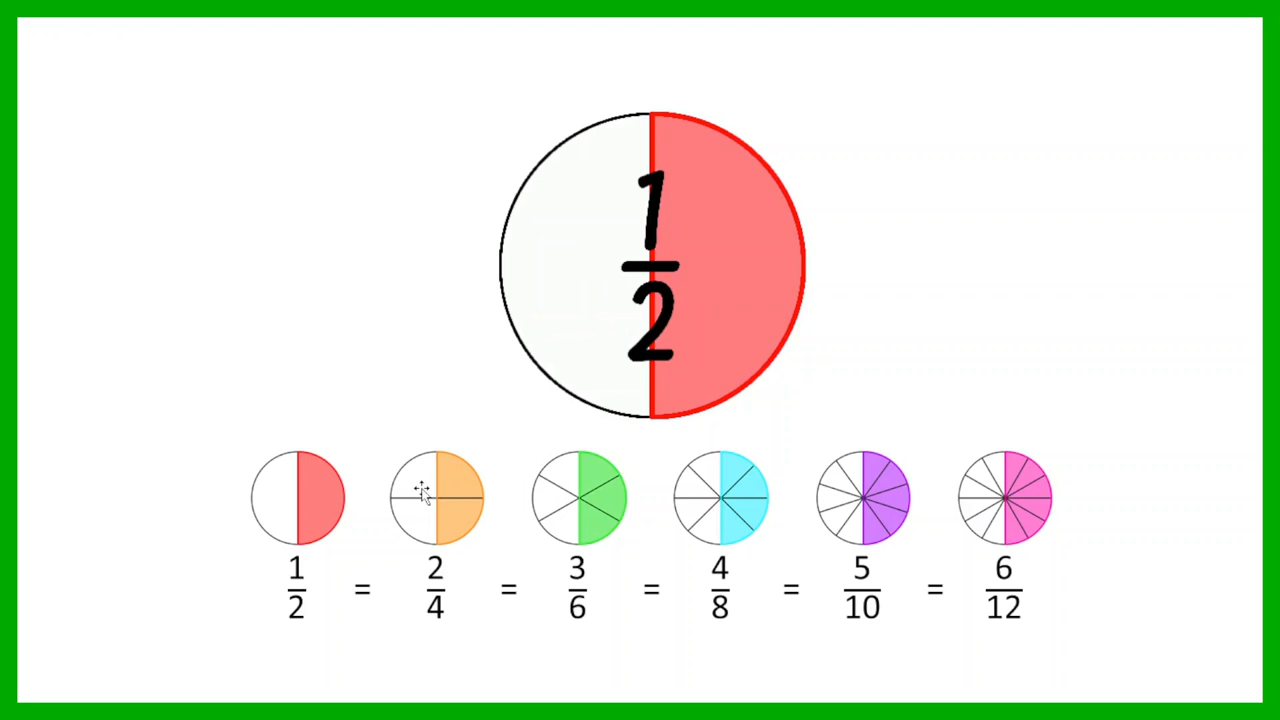 1
2
1/2 = 2/4 = 3/6 = 4/8 = 5/10 = 6/12